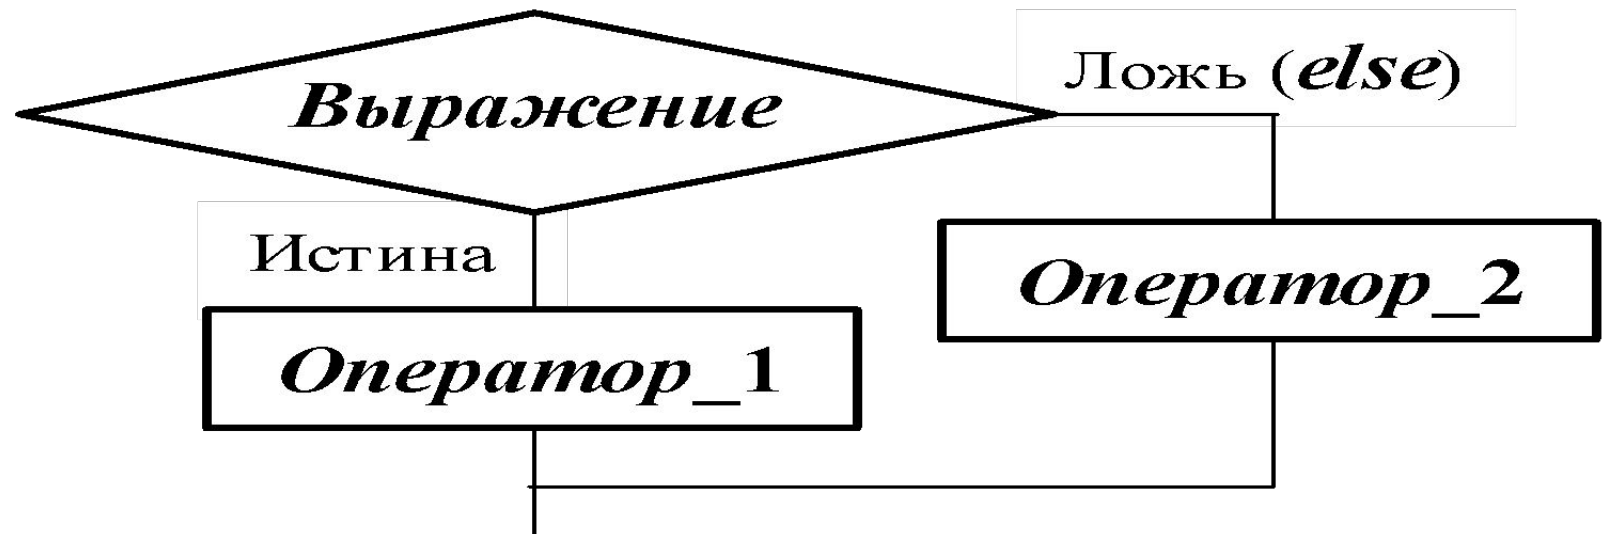 Выражение
Ложь (else)
Истина
Оператор_2
Оператор_1